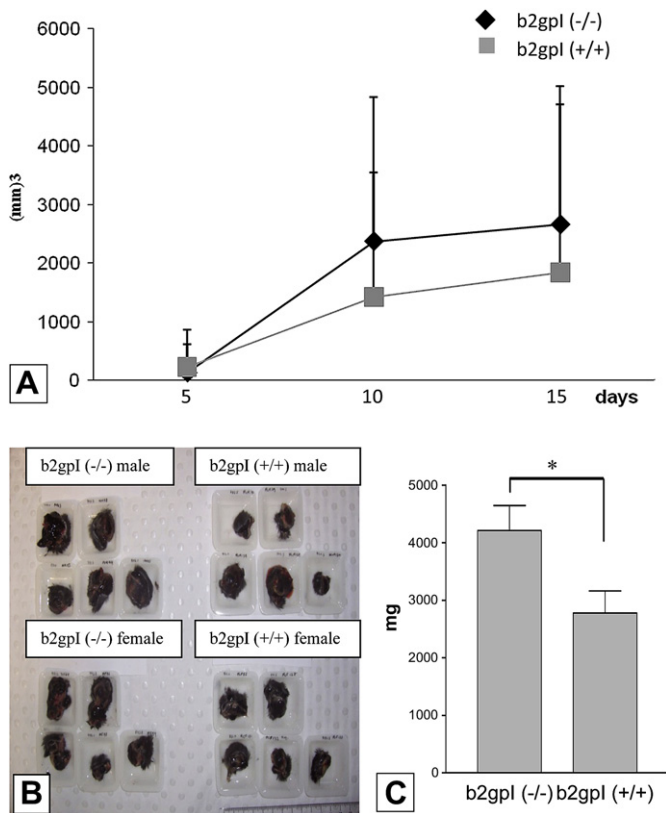 6000
5000
4000
3000
2000
1000
0
(mm)3
b2gpI (-/-)
b2gpI (+/+)
5 10 15 days
A
b2gpI (-/-) male
b2gpI (+/+) male
b2gpI (-/-) female
b2gpI (+/+) female
B
5000
4000
3000
2000
1000
0
mg
*
b2gpI (-/-) b2gpI (+/+)
C